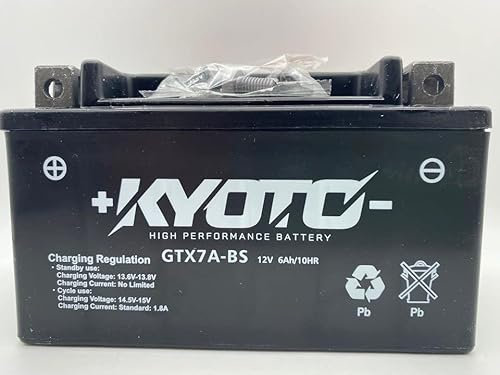 +KYOTO-
HIGH PERFORMANCE BATTERY
GTX7A-BS 12V 6Ah/10HR
Charging Regulation
• Standby use:
Charging Voltage: 13.6V-13.8V
Charging Current: No Limited
• Cycle use:
Charging Voltage: 14.5V-15V
Charging Current: Standard: 1.8A
Pb
Pb